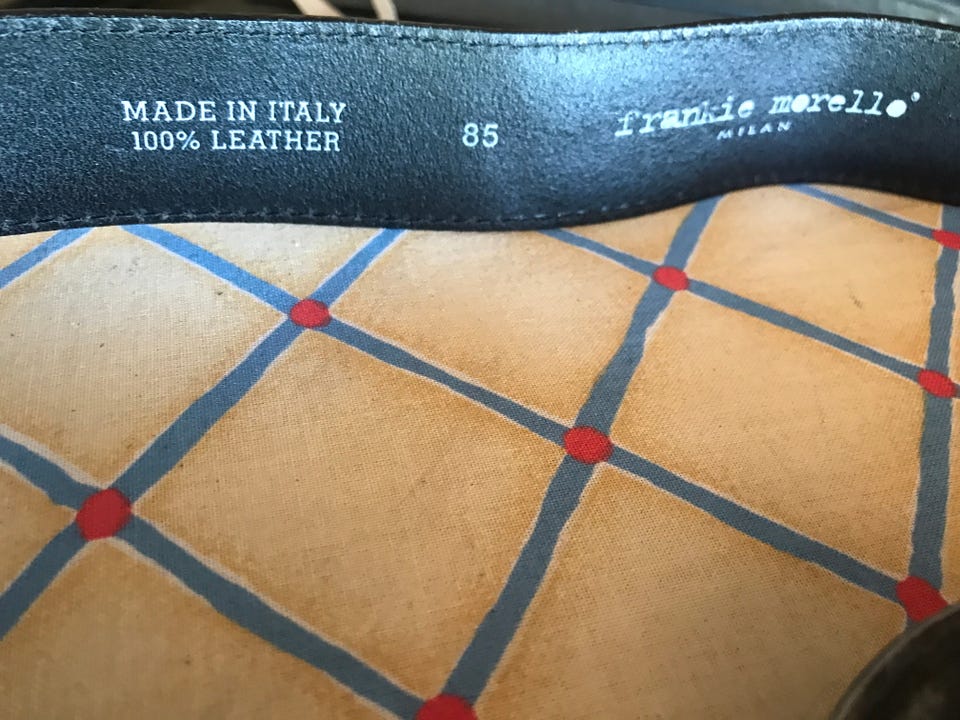 MADE IN ITALY
100% LEATHER
85
frankie morello®
MILAN